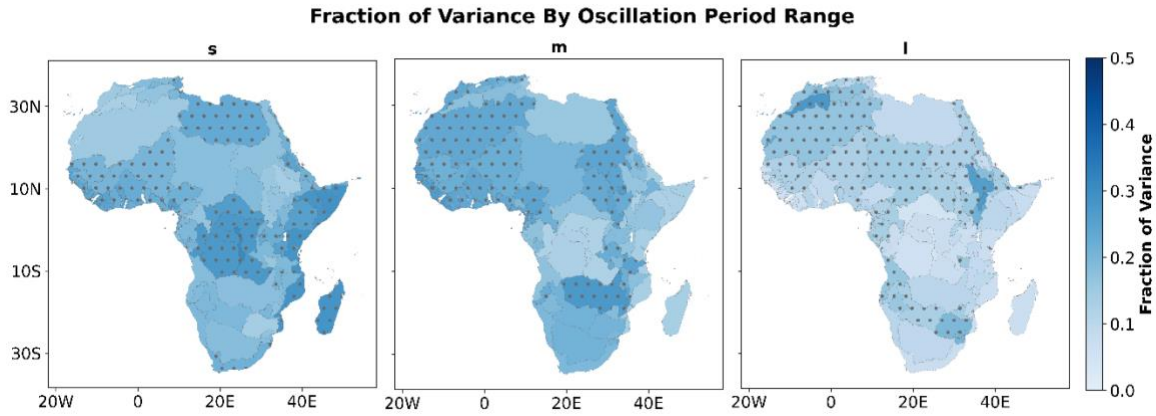 Fraction of Variance By Oscillation Period Range
s
m
l
30N
10N
10S
30S
20W 0 20E 40E
20W 0 20E 40E
20W 0 20E 40E
0.5
0.4
0.3
0.2
0.1
0.0
Fraction of Variance